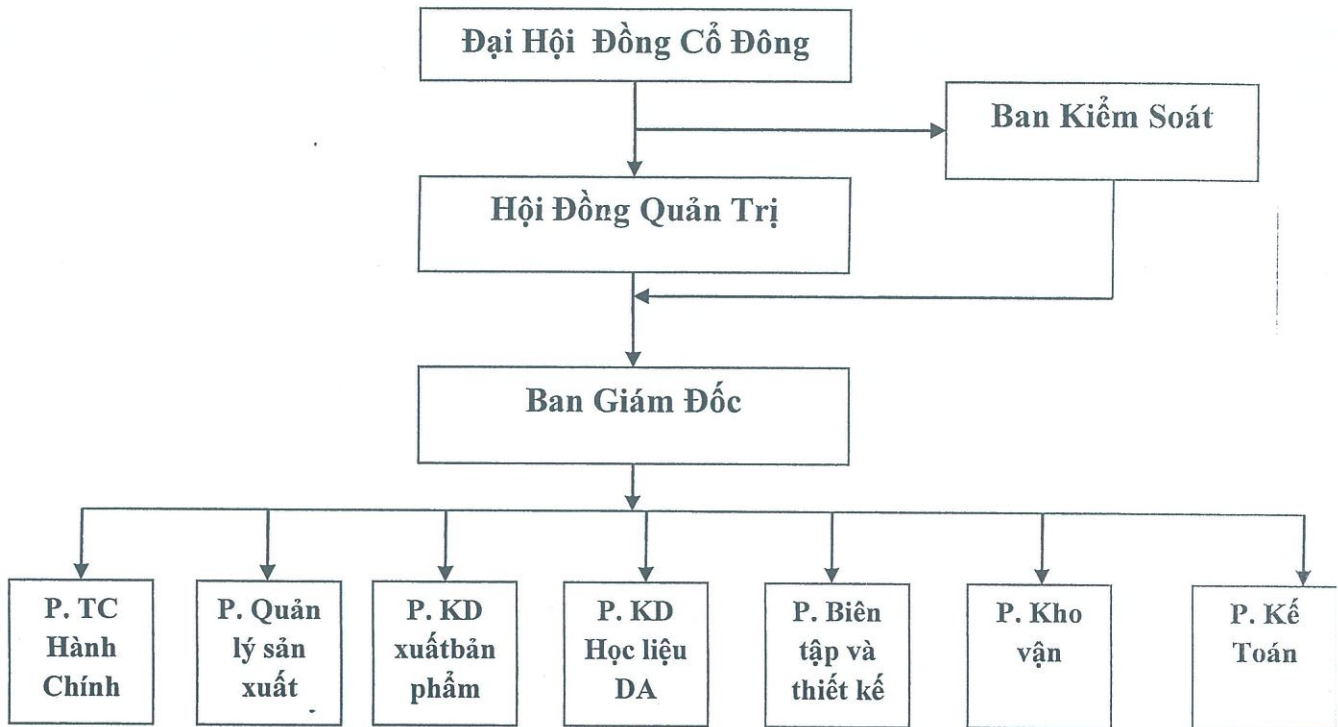 Đại Hội Đồng Cổ Đông
Ban Kiểm Soát
Hội Đồng Quản Trị
Ban Giám Đốc
P. TC
Hành
Chính
P. Quản
lý sản
xuất
P. KD
xuấtbản
phẩm
P. KD
Học liệu
DA
P. Biên
tập và
thiết kế
P. Kho
vận
P. Kế
Toán